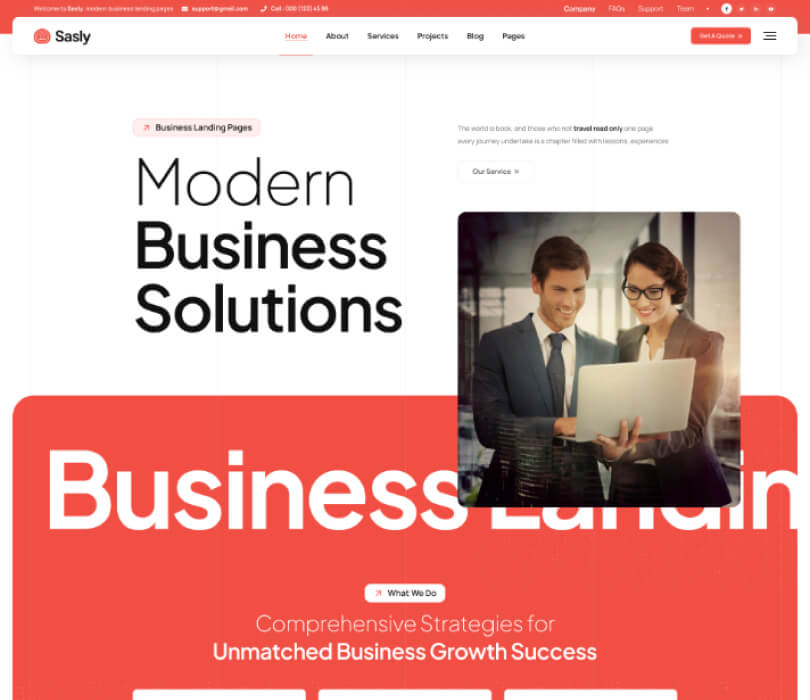 Welcome to Sasly, modern business landing pages
support@gmail.com
Call - 000 (123) 45 88
Company
FAQs
Support
Team
Sasly
Home
About
Services
Projects
Blog
Pages
Get A Quote »
Business Landing Pages
Modern
Business
Solutions
The world is book, and those who not travel read only one page
every journey undertake is a chapter filled with lessons, experiences
Our Service »
Business Landin
What We Do
Comprehensive Strategies for
Unmatched Business Growth Success